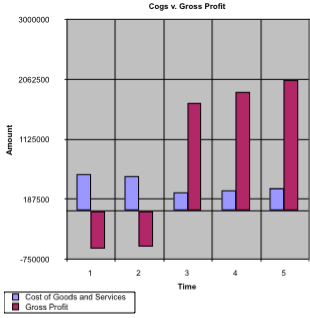 Cogs v. Gross Profit
3000000
2062500
1125000
187500
-750000
Amount
1 2 3 4 5
Time
Cost of Goods and Services
Gross Profit